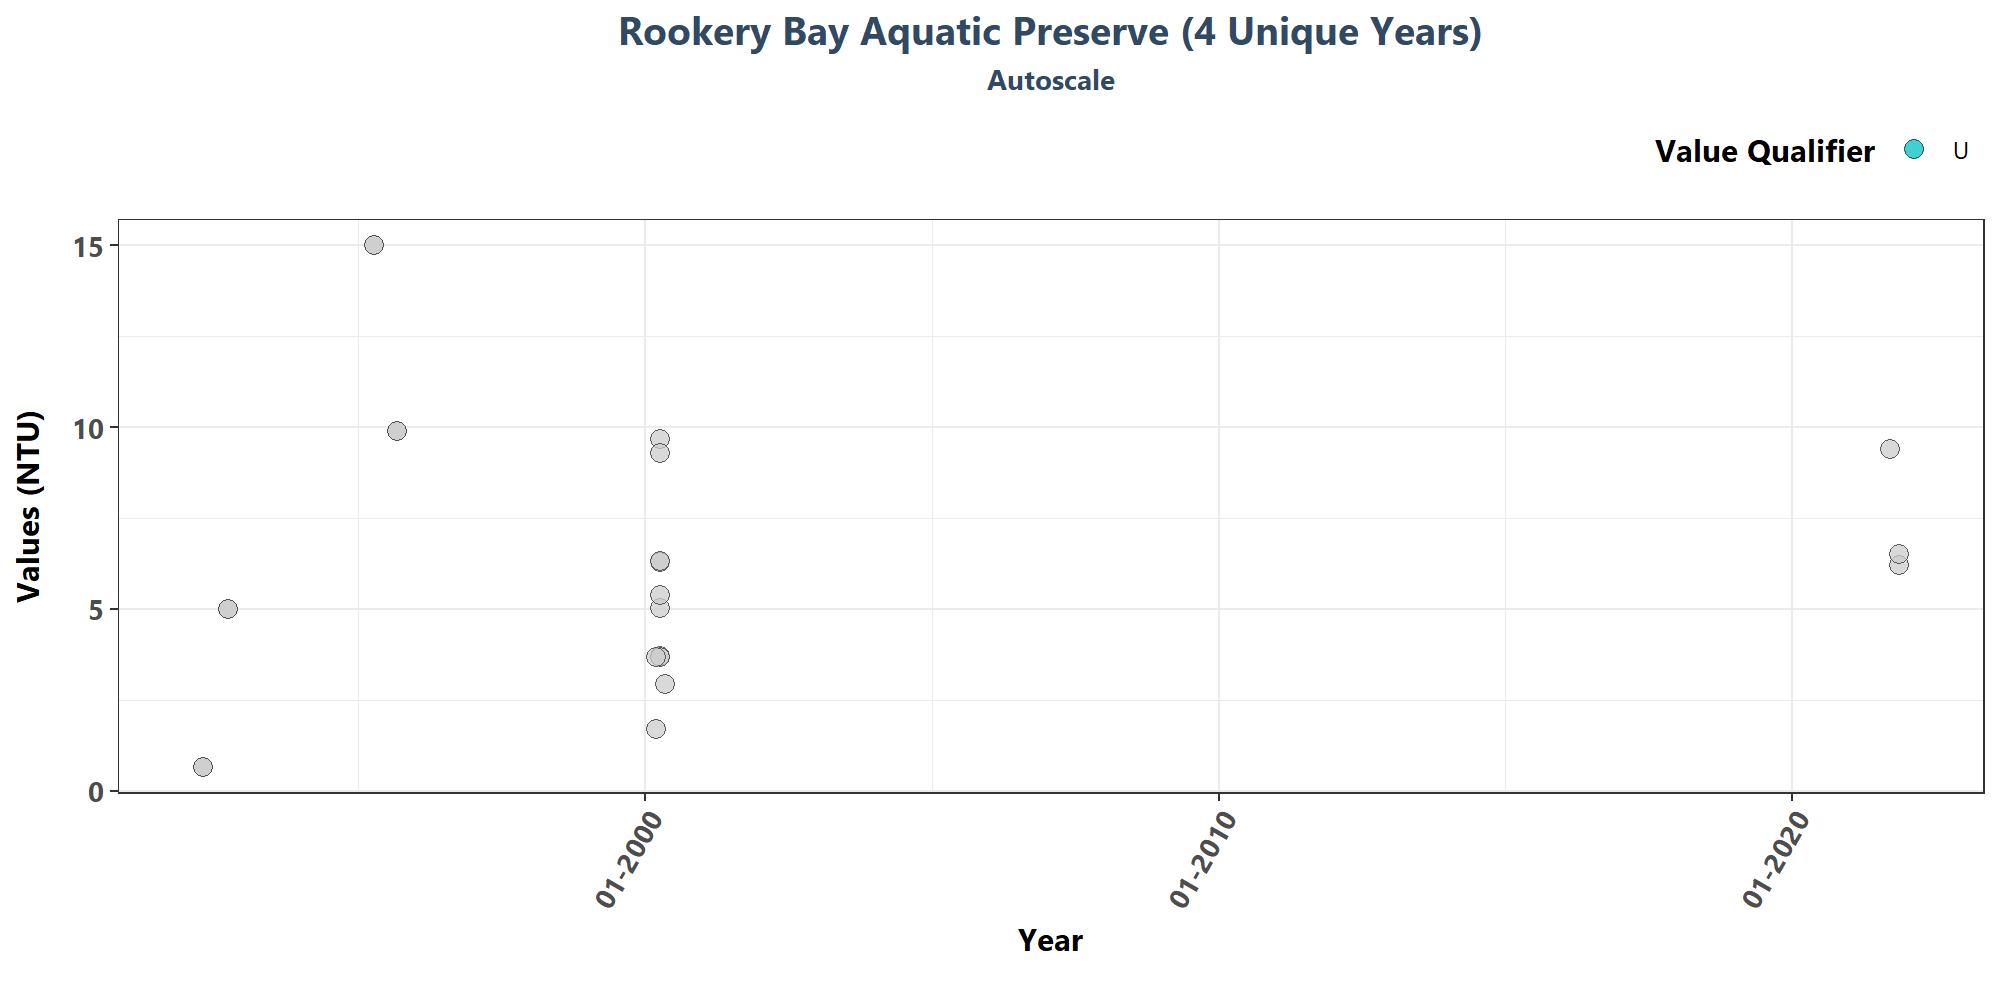 Rookery Bay Aquatic Preserve (4 Unique Years)
Autoscale
Value Qualifier U
Values (NTU)
15
10
5
0
01-2000
01-2010
01-2020
Year